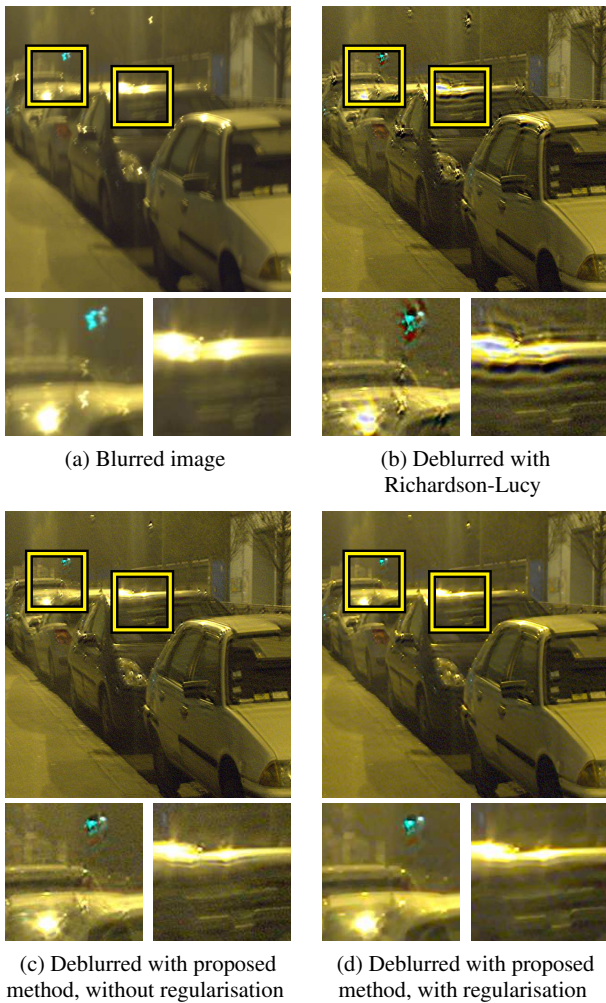 (a) Blurred image
(b) Deblurred with
Richardson-Lucy
(c) Deblurred with proposed
method, without regularisation
(d) Deblurred with proposed
method, with regularisation